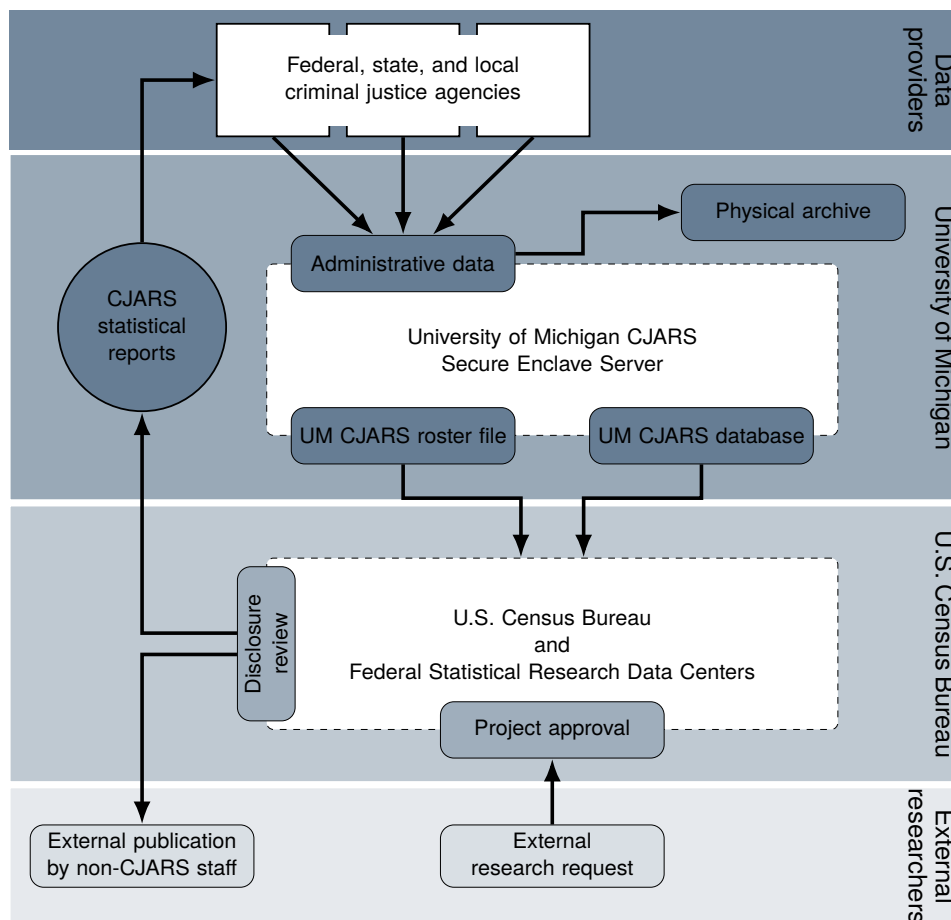 Federal, state, and local
criminal justice agencies
Data
providers
Physical archive
Administrative data
CJARS
statistical
reports
University of Michigan CJARS
Secure Enclave Server
UM CJARS roster file
UM CJARS database
University of Michigan
Disclosure
review
U.S. Census Bureau
and
Federal Statistical Research Data Centers
Project approval
U.S. Census Bureau
External publication
by non-CJARS staff
External
research request
External
researchers